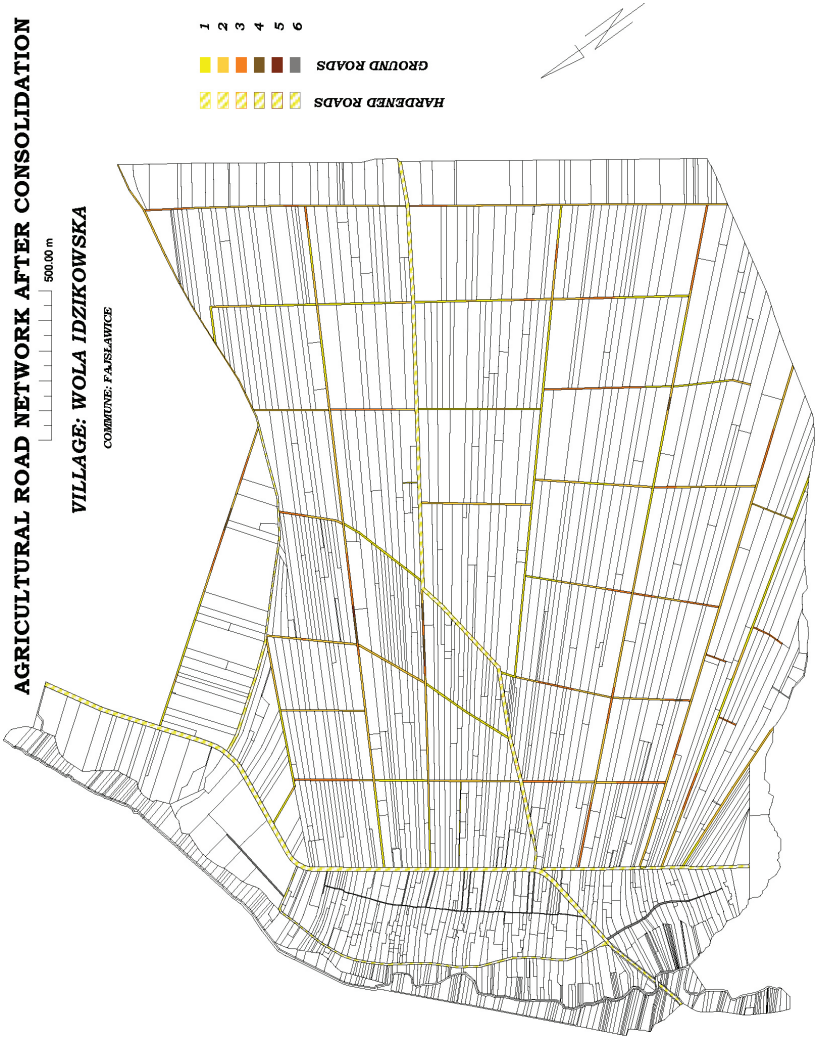 AGRICULTURAL ROAD NETWORK AFTER CONSOLIDATION
500.00 m
VILLAGE: WOLA IDZIKOWSKA
COMMUNE: FAJSŁAWICE
1 2 3 4 5 6
GROUND ROADS
HARDENED ROADS